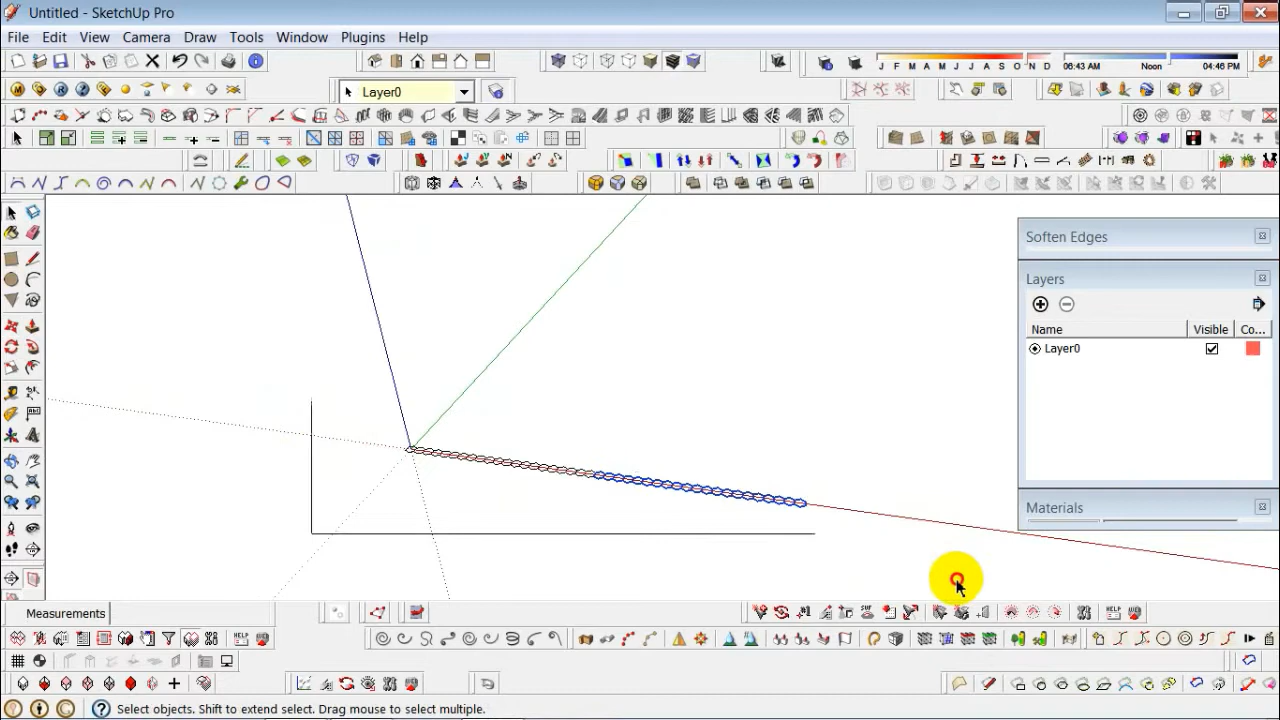 Untitled - SketchUp Pro
File Edit View Camera Draw Tools Window Plugins Help
J F M A M J J A S O N D 06:43 AM Noon 04:46 PM
Layer0
Soften Edges
Layers
Name Visible Co...
Layer0
Materials
Measurements
Select objects. Shift to extend select. Drag mouse to select multiple.